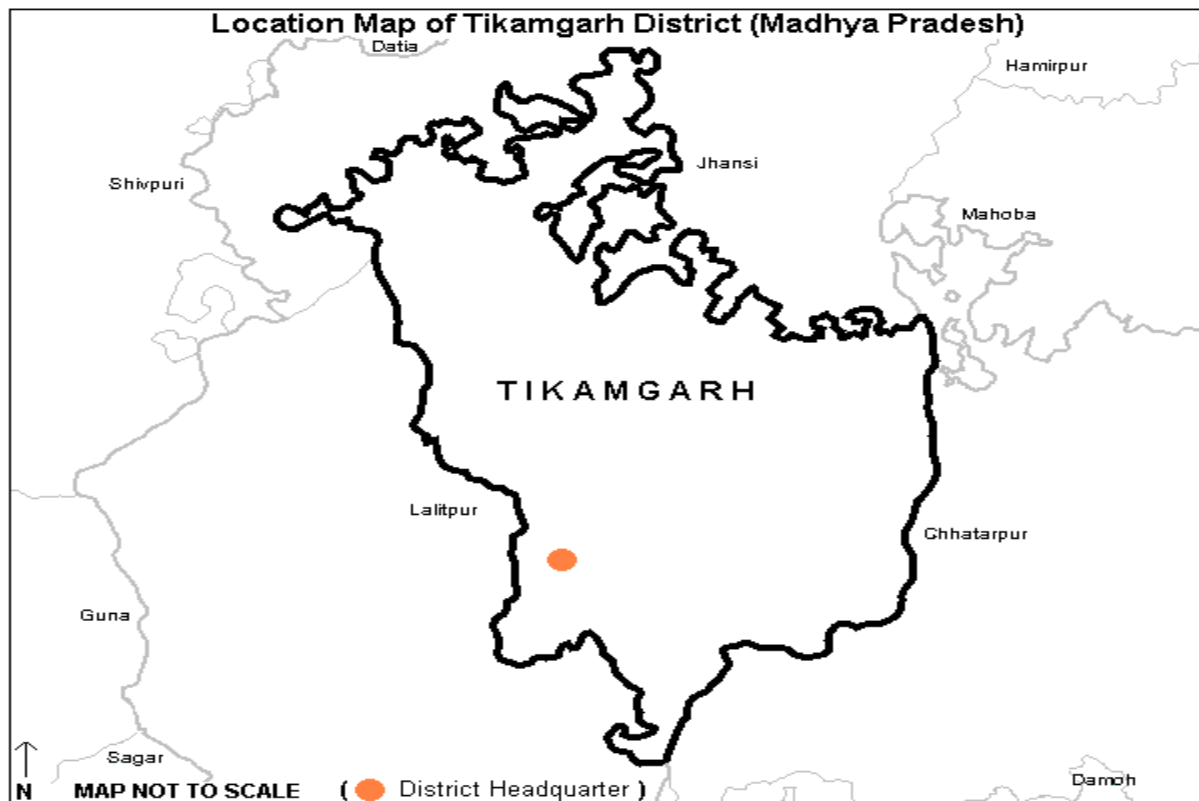 Location Map of Tikamgarh District (Madhya Pradesh)
Datia
Hamirpur
Jhansi
Shivpuri
Mahoba
TIKAMGARH
Lalitpur
Chhatarpur
Guna
Sagar
Damoh
N MAP NOT TO SCALE ( District Headquarter )